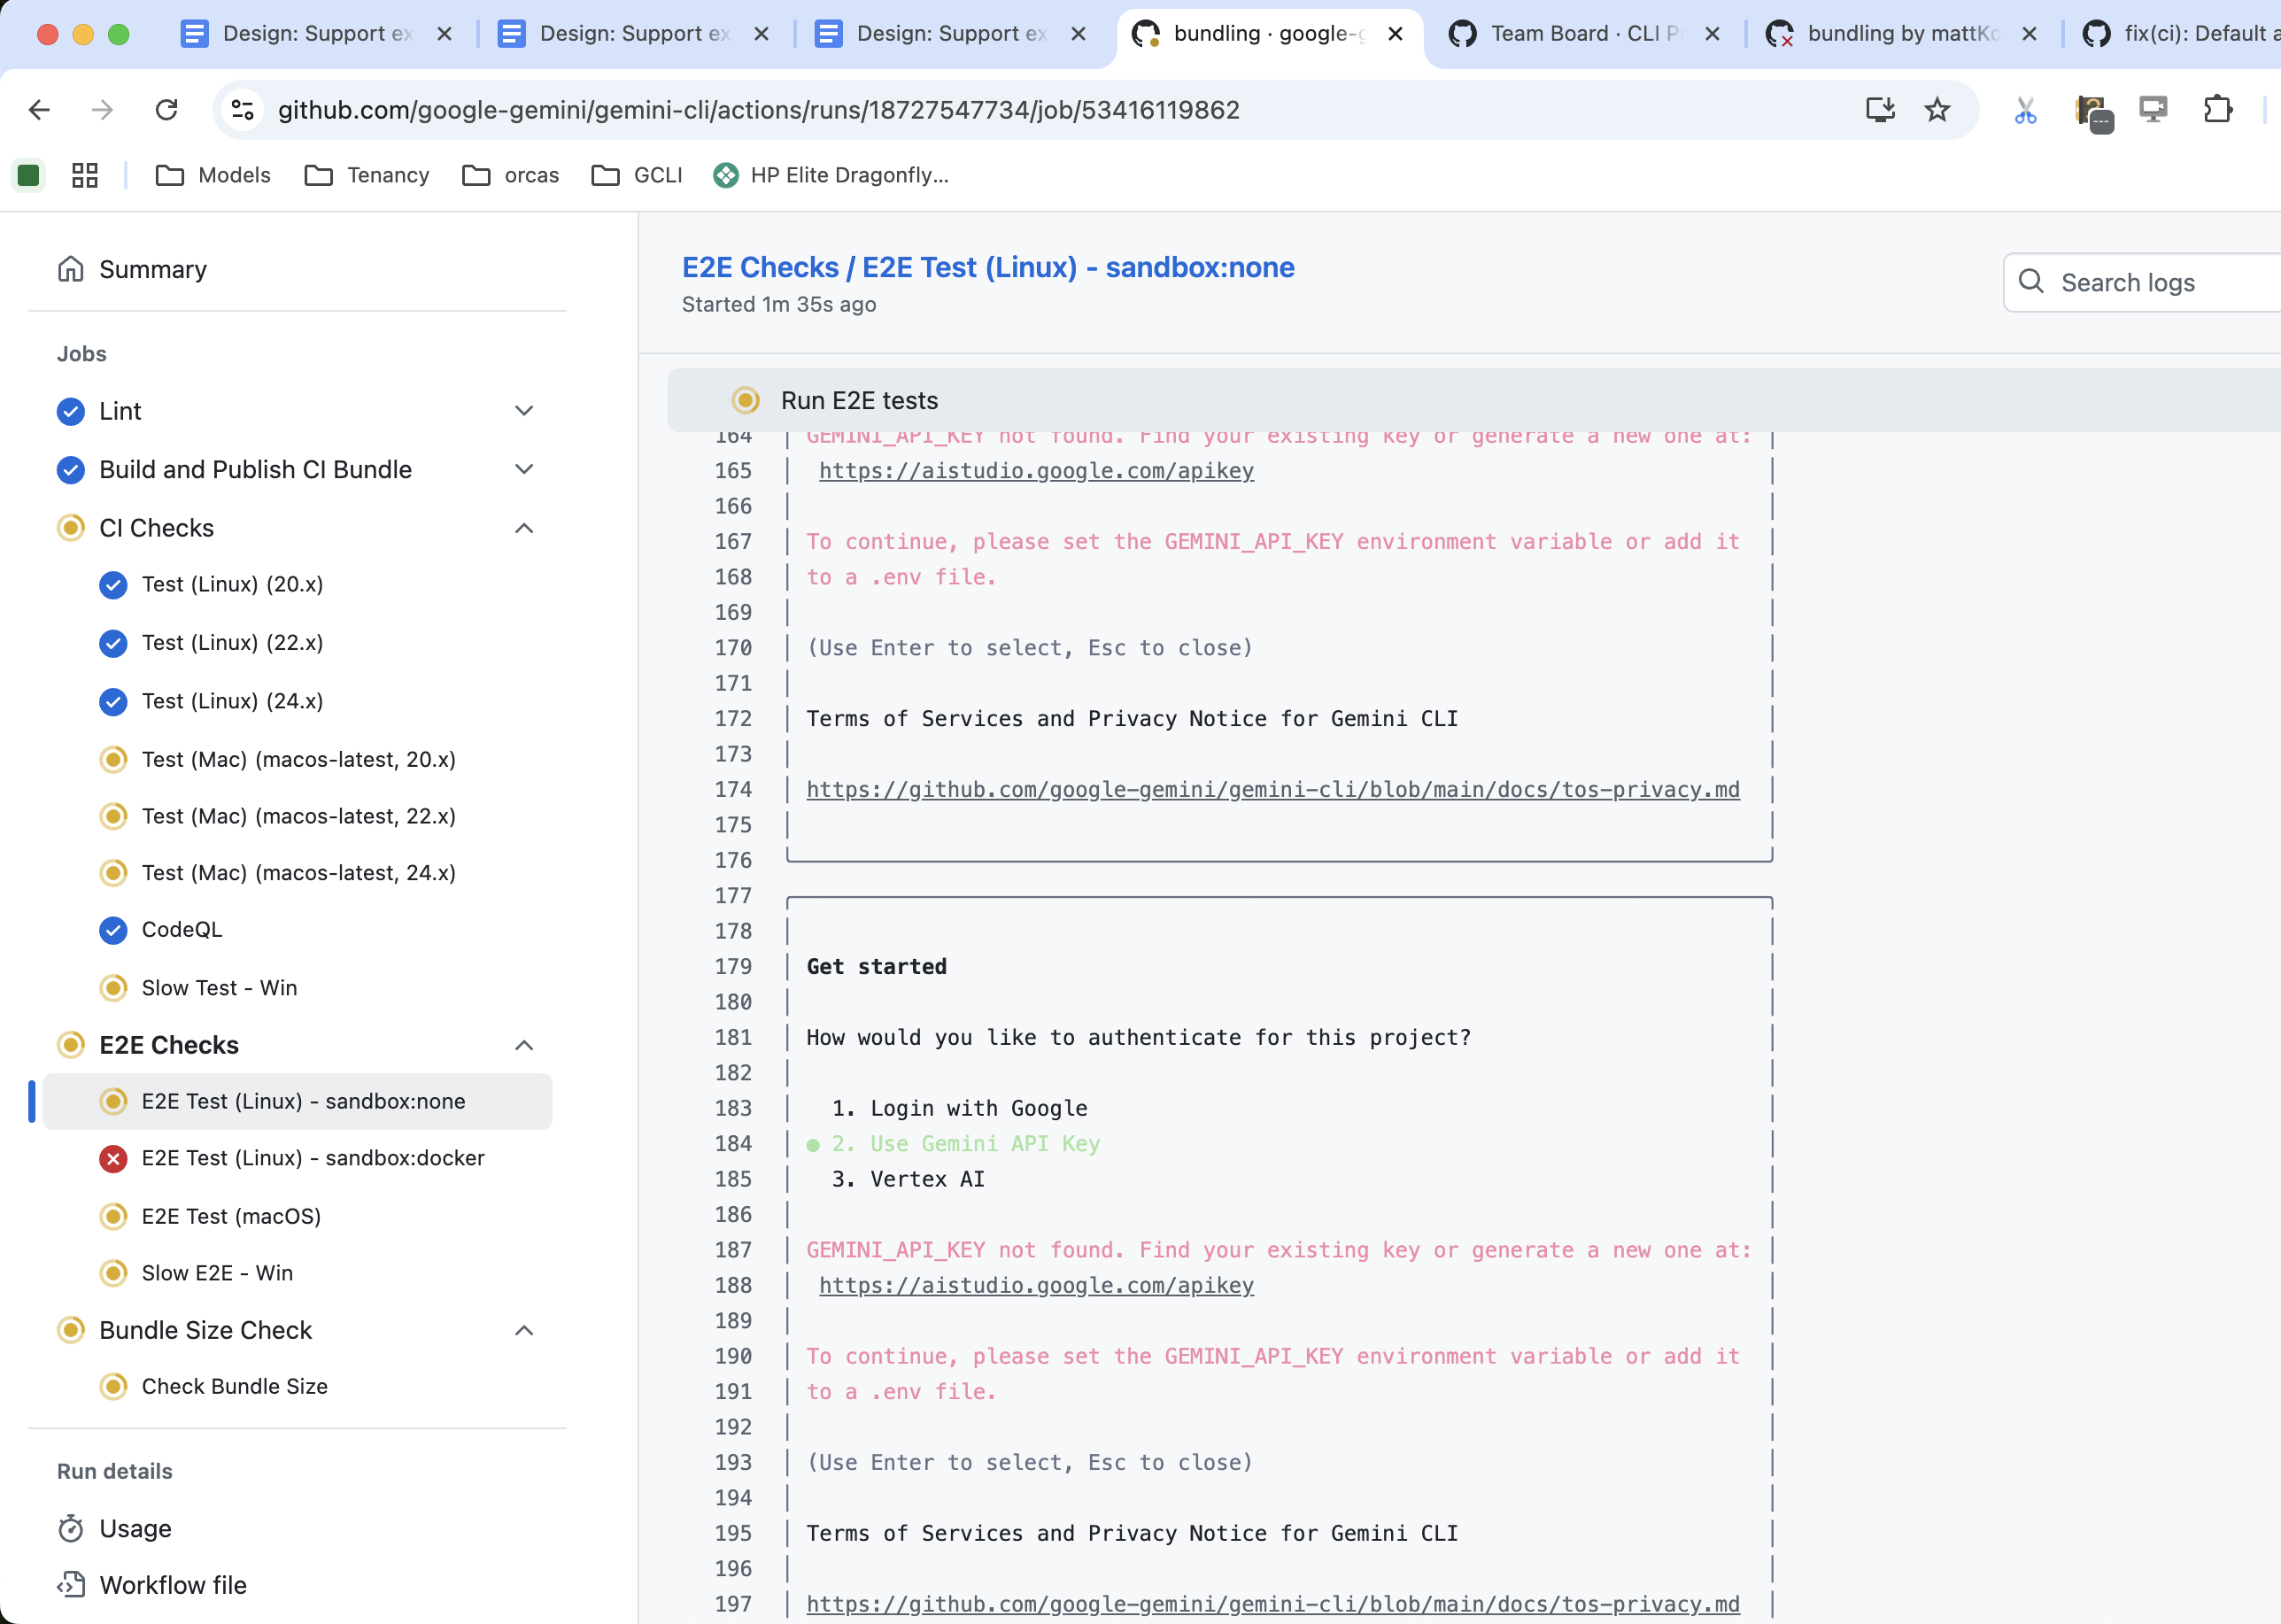 Design: Support ex
Design: Support ex
Design: Support ex
bundling · google-g
Team Board · CLI P
bundling by mattKo
fix(ci): Default a
github.com/google-gemini/gemini-cli/actions/runs/18727547734/job/53416119862
Models
Tenancy
orcas
GCLI
HP Elite Dragonfly...
Summary
Jobs
Lint
Build and Publish CI Bundle
CI Checks
Test (Linux) (20.x)
Test (Linux) (22.x)
Test (Linux) (24.x)
Test (Mac) (macos-latest, 20.x)
Test (Mac) (macos-latest, 22.x)
Test (Mac) (macos-latest, 24.x)
CodeQL
Slow Test - Win
E2E Checks
E2E Test (Linux) - sandbox:none
E2E Test (Linux) - sandbox:docker
E2E Test (macOS)
Slow E2E - Win
Bundle Size Check
Check Bundle Size
Run details
Usage
Workflow file
E2E Checks / E2E Test (Linux) - sandbox:none
Started 1m 35s ago
Search logs
Run E2E tests
164 GEMINI_API_KEY not found. Find your existing key or generate a new one at:
165 https://aistudio.google.com/apikey
166
167 To continue, please set the GEMINI_API_KEY environment variable or add it
168 to a .env file.
169
170 (Use Enter to select, Esc to close)
171
172 Terms of Services and Privacy Notice for Gemini CLI
173
174 https://github.com/google-gemini/gemini-cli/blob/main/docs/tos-privacy.md
175
176
177
178
179 Get started
180
181 How would you like to authenticate for this project?
182
183 1. Login with Google
184 ● 2. Use Gemini API Key
185 3. Vertex AI
186
187 GEMINI_API_KEY not found. Find your existing key or generate a new one at:
188 https://aistudio.google.com/apikey
189
190 To continue, please set the GEMINI_API_KEY environment variable or add it
191 to a .env file.
192
193 (Use Enter to select, Esc to close)
194
195 Terms of Services and Privacy Notice for Gemini CLI
196
197 https://github.com/google-gemini/gemini-cli/blob/main/docs/tos-privacy.md